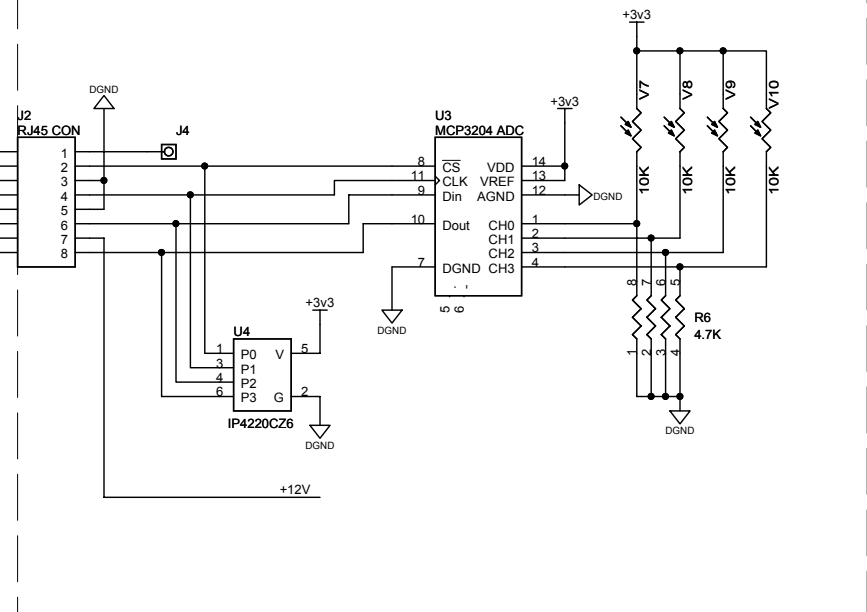 +3v3
V7
V8
V9
V10
10K
10K
10K
10K
DGND
J2
RJ45 CON
1
2
3
4
5
6
7
8
J4
U3
MCP3204 ADC
+3v3
8 CS VDD 14
11 CLK VREF 13
9 Din AGND 12
DGND
10 Dout CH0 1
CH1 2
CH2 3
7 DGND CH3 4
5
6
DGND
8
7
6
5
R6
4.7K
1
2
3
4
DGND
+3v3
U4
1 P0 V 5
3 P1
4 P2
6 P3 G 2
IP4220CZ6
DGND
+12V